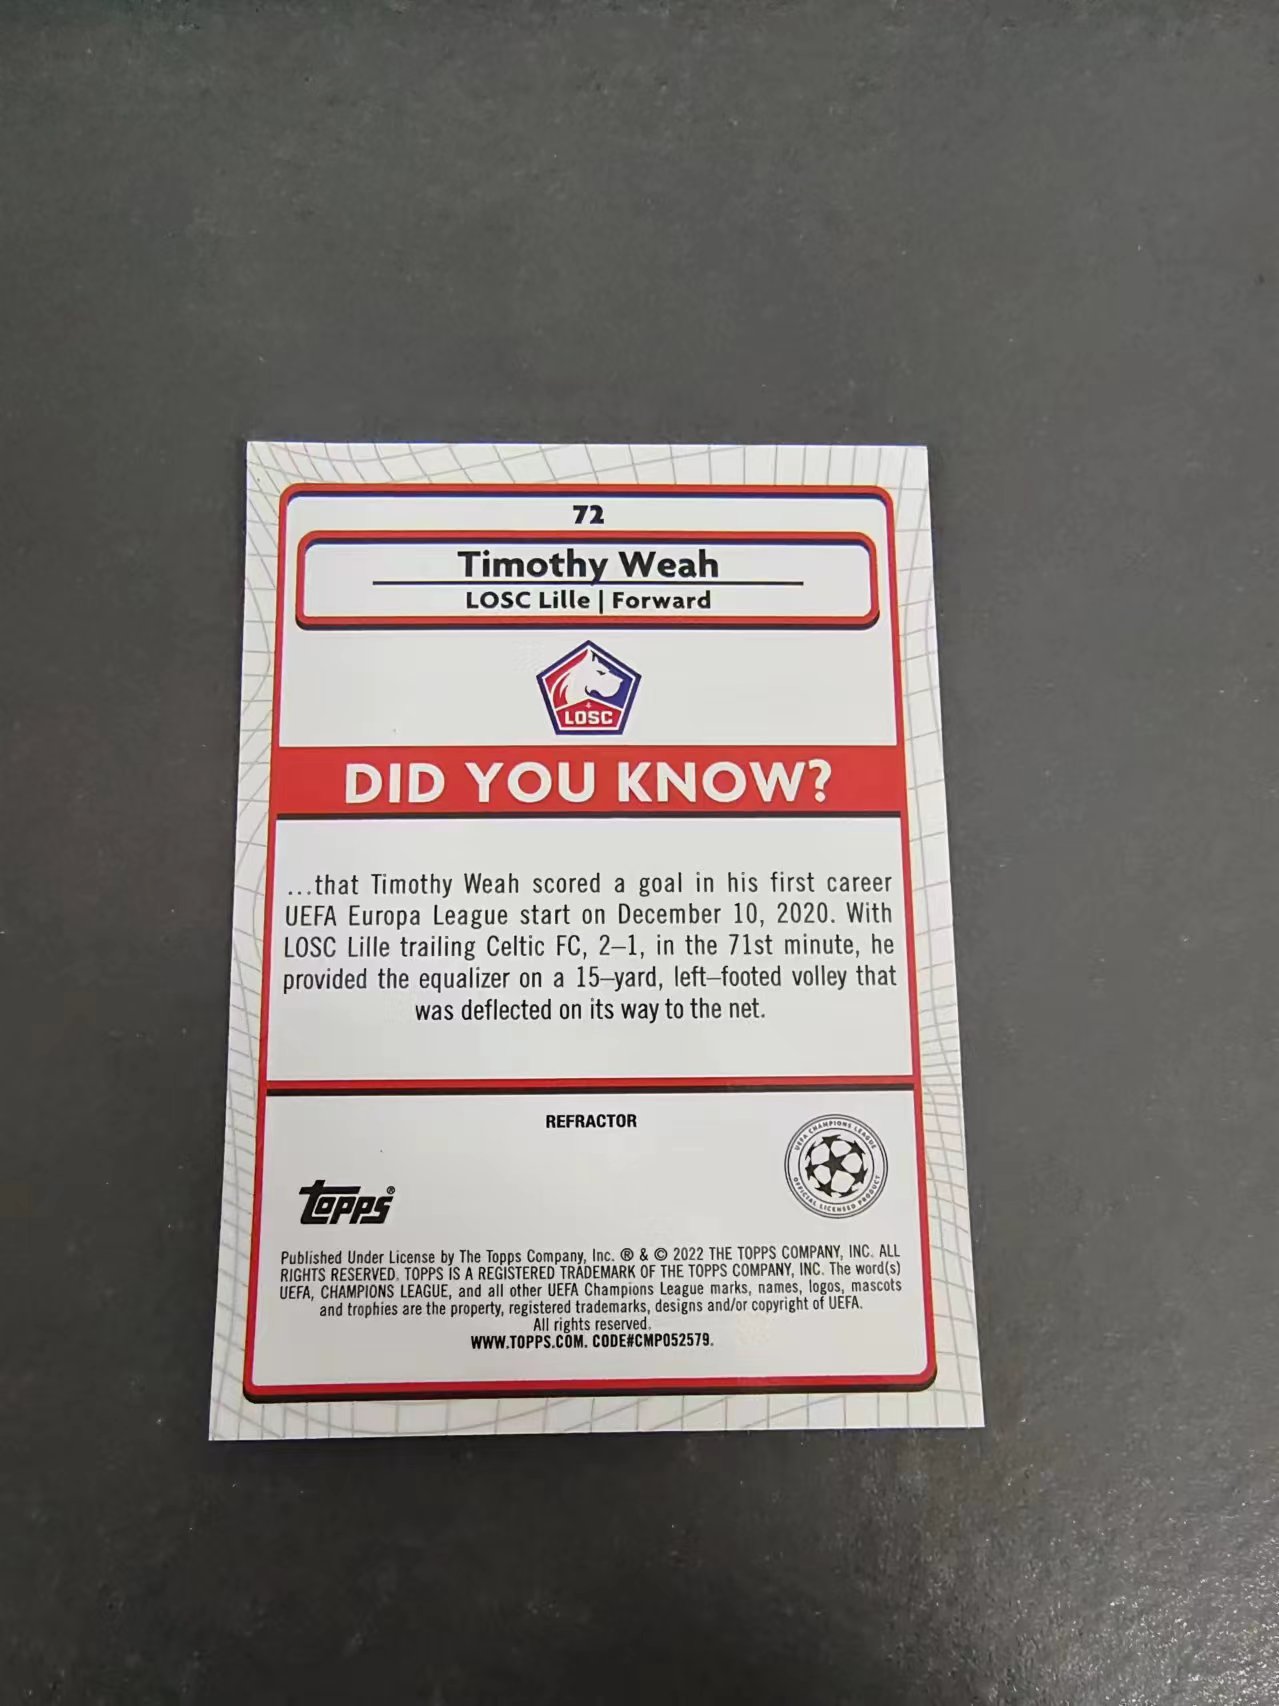 72
Timothy Weah
LOSC Lille | Forward
LOSC
DID YOU KNOW?
...that Timothy Weah scored a goal in his first career
UEFA Europa League start on December 10, 2020. With
LOSC Lille trailing Celtic FC, 2–1, in the 71st minute, he
provided the equalizer on a 15–yard, left–footed volley that
was deflected on its way to the net.
REFRACTOR
UEFA CHAMPIONS LEAGUE
OFFICIAL LICENSED PRODUCT
Topps®
Published Under License by The Topps Company, Inc. ® & © 2022 THE TOPPS COMPANY, INC. ALL
RIGHTS RESERVED. TOPPS IS A REGISTERED TRADEMARK OF THE TOPPS COMPANY, INC. The word(s)
UEFA, CHAMPIONS LEAGUE, and all other UEFA Champions League marks, names, logos, mascots
and trophies are the property, registered trademarks, designs and/or copyright of UEFA.
All rights reserved.
WWW.TOPPS.COM. CODE#CMP052579.